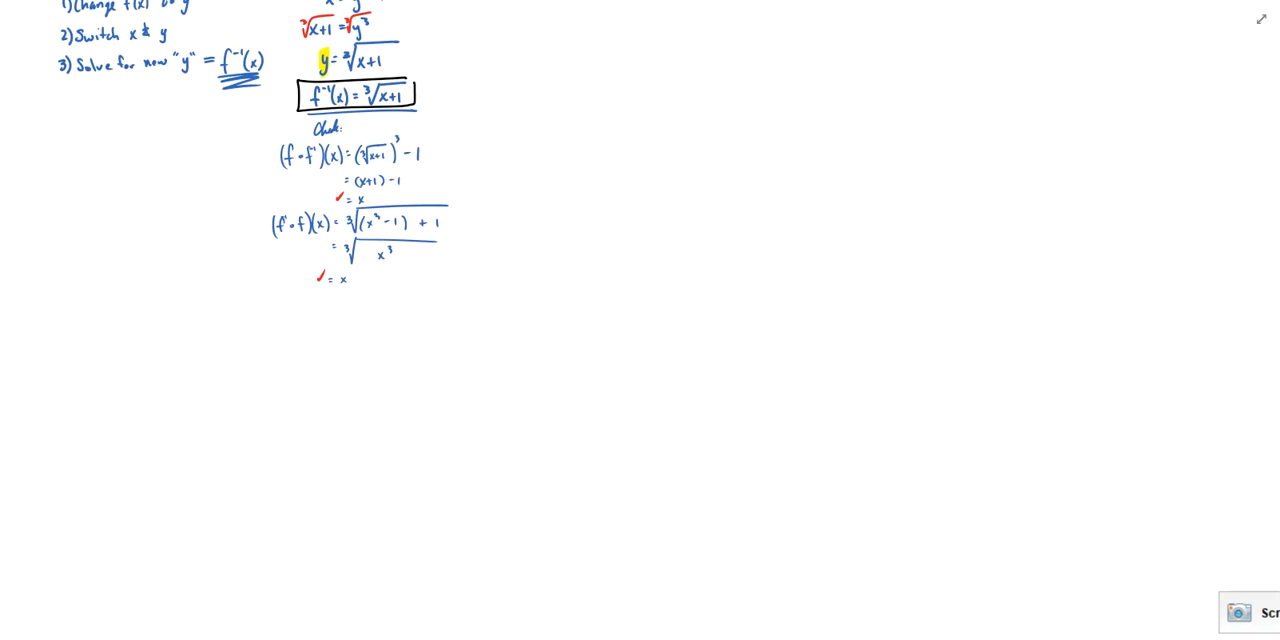 1) Change f(x) to y
2) Switch x & y
3) Solve for new "y" = f⁻¹(x)
∛x+1 = ∛y³
y = ∛x+1
f⁻¹(x) = ∛x+1
Check:
(f∘f⁻¹)(x) = (∛x+1)³ - 1
= (x+1) - 1
✓ = x
(f⁻¹∘f)(x) = ∛(x³-1) + 1
= ∛x³
✓ = x
Scr